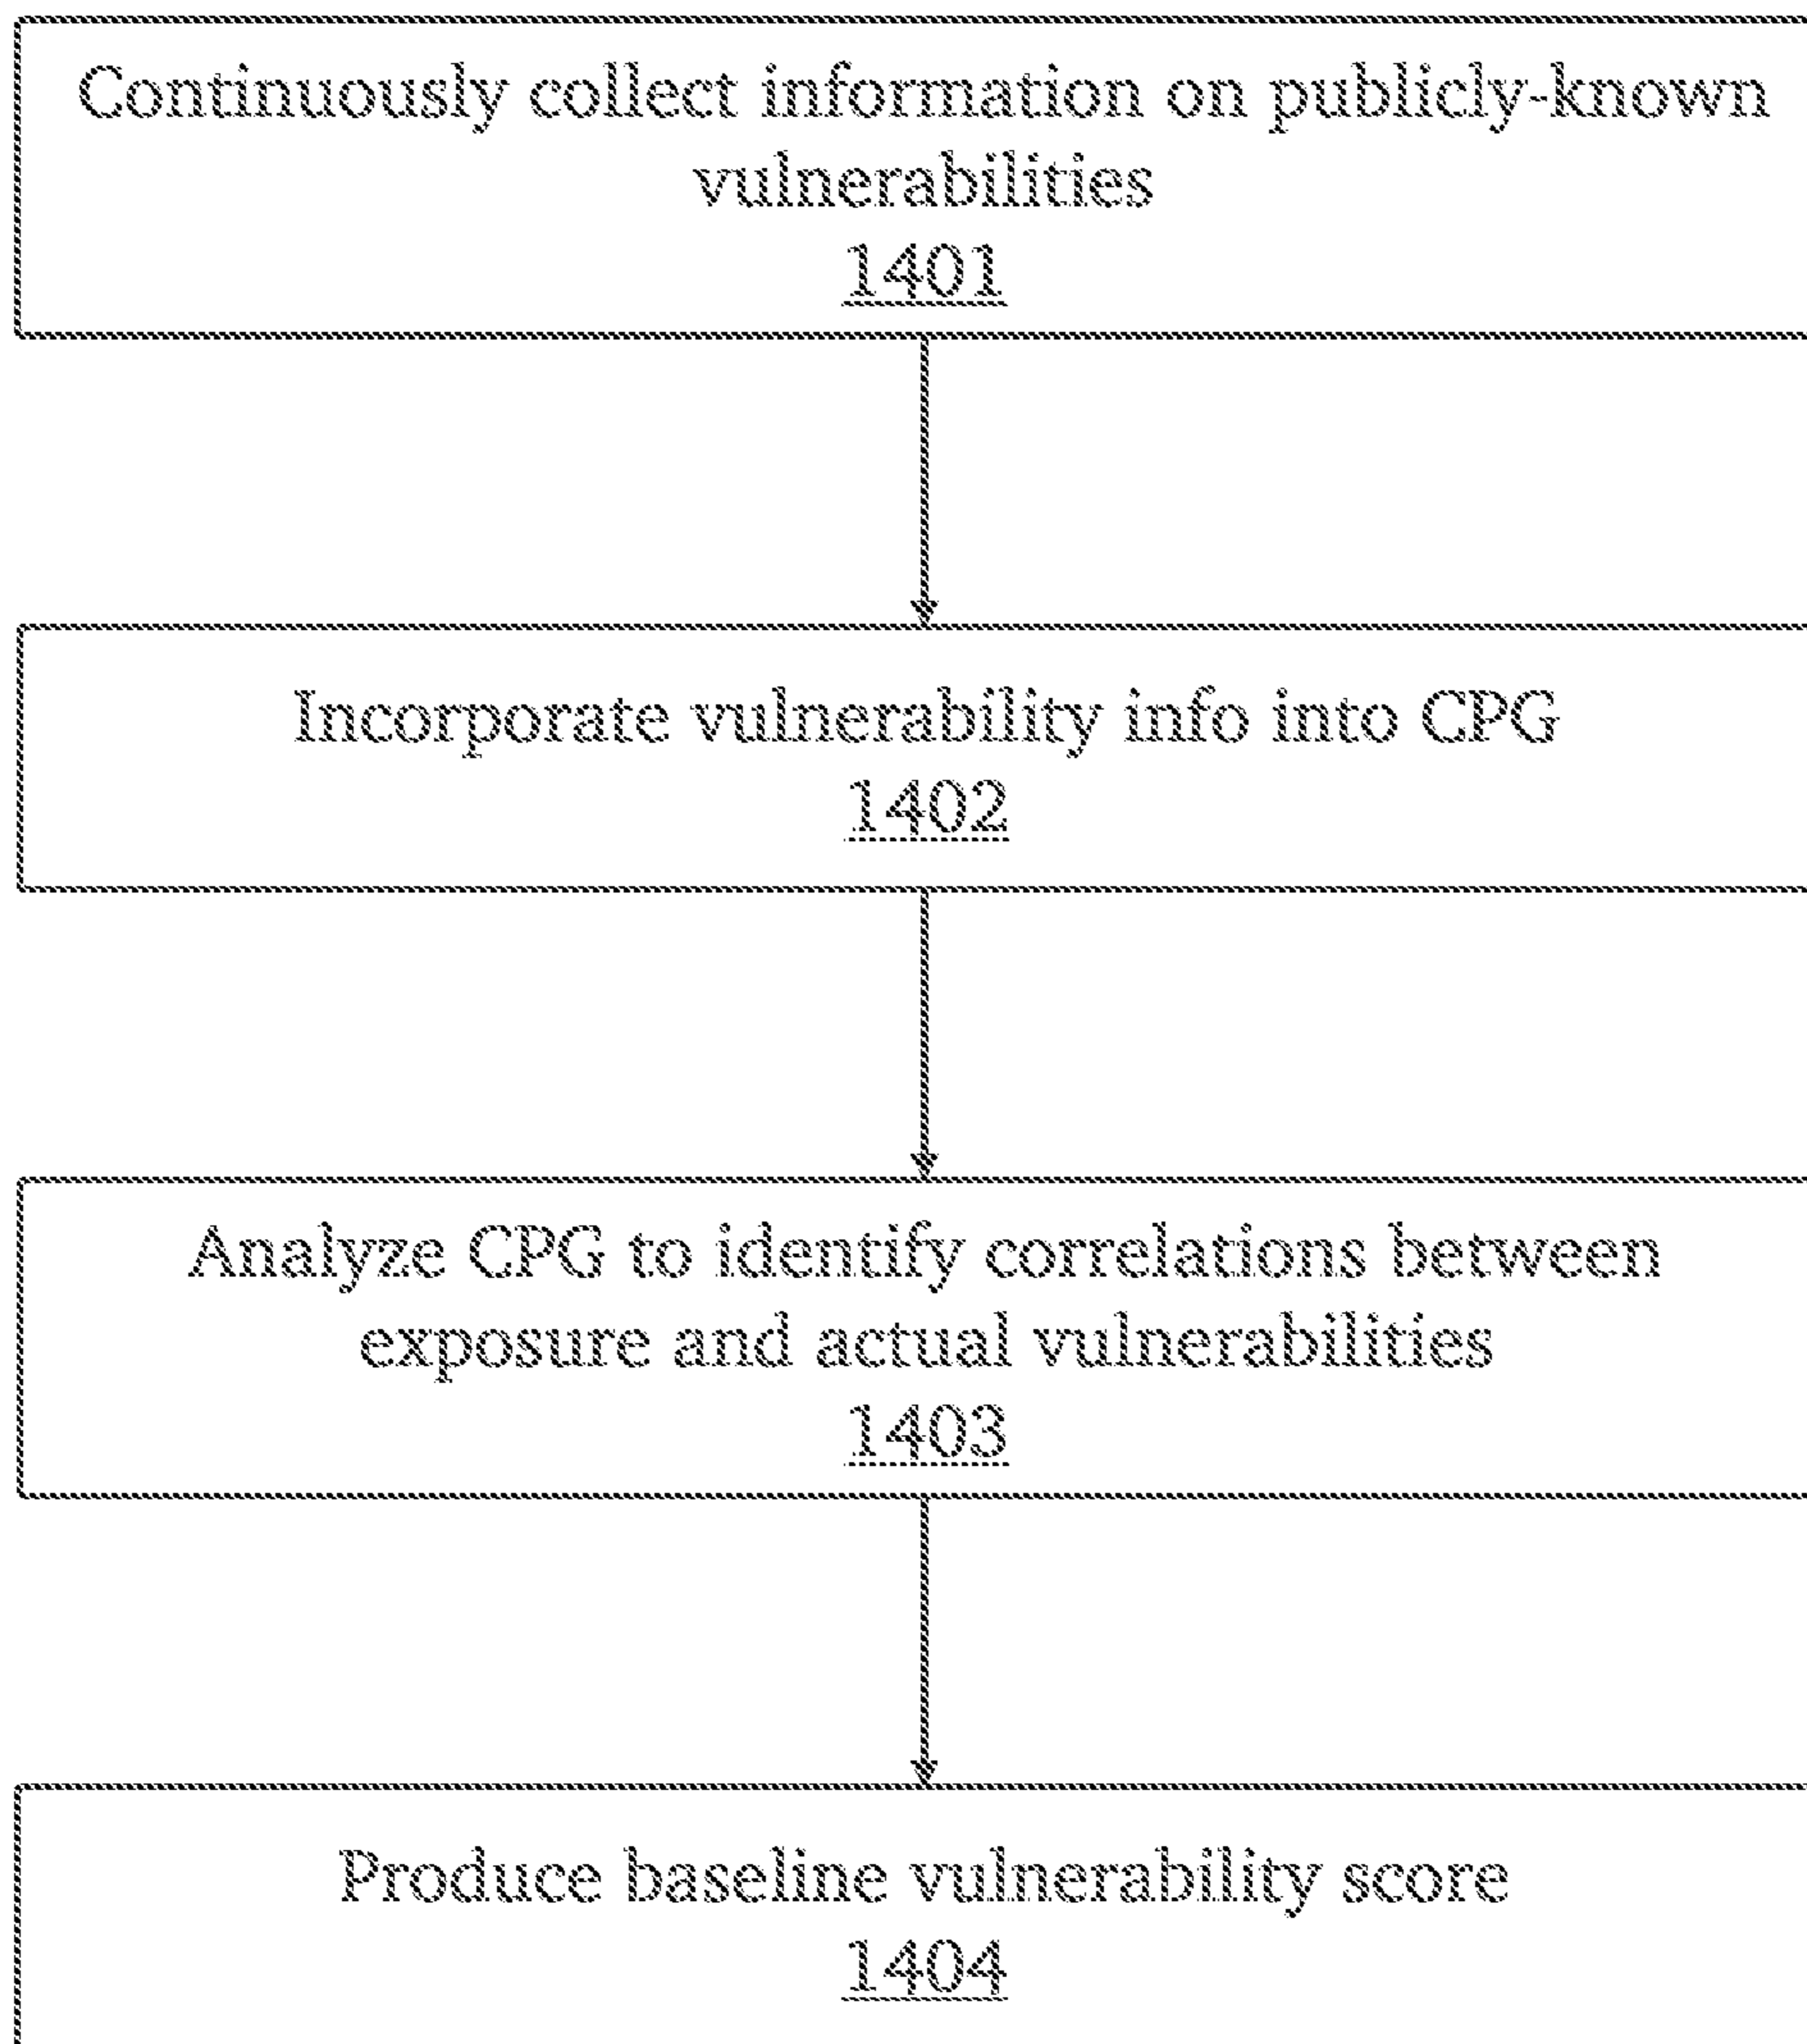 Continuously collect information on publicly-known
vulnerabilities
1401
Incorporate vulnerability info into CPG
1402
Analyze CPG to identify correlations between
exposure and actual vulnerabilities
1403
Produce baseline vulnerability score
1404